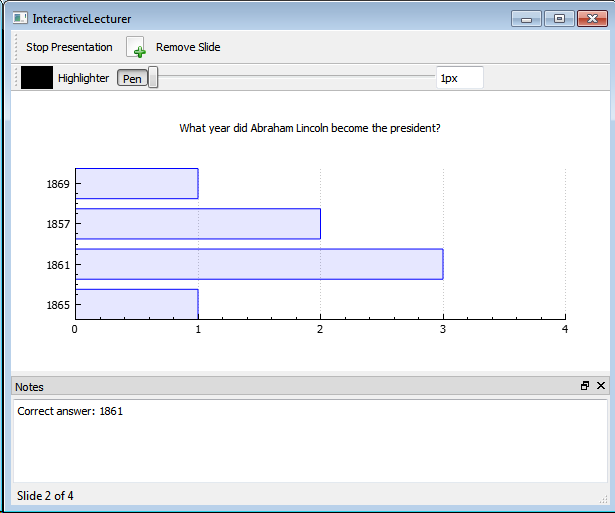 InteractiveLecturer
Stop Presentation Remove Slide
Highlighter Pen 1px
What year did Abraham Lincoln become the president?
1869
1857
1861
1865
0 1 2 3 4
Notes
Correct answer: 1861
Slide 2 of 4